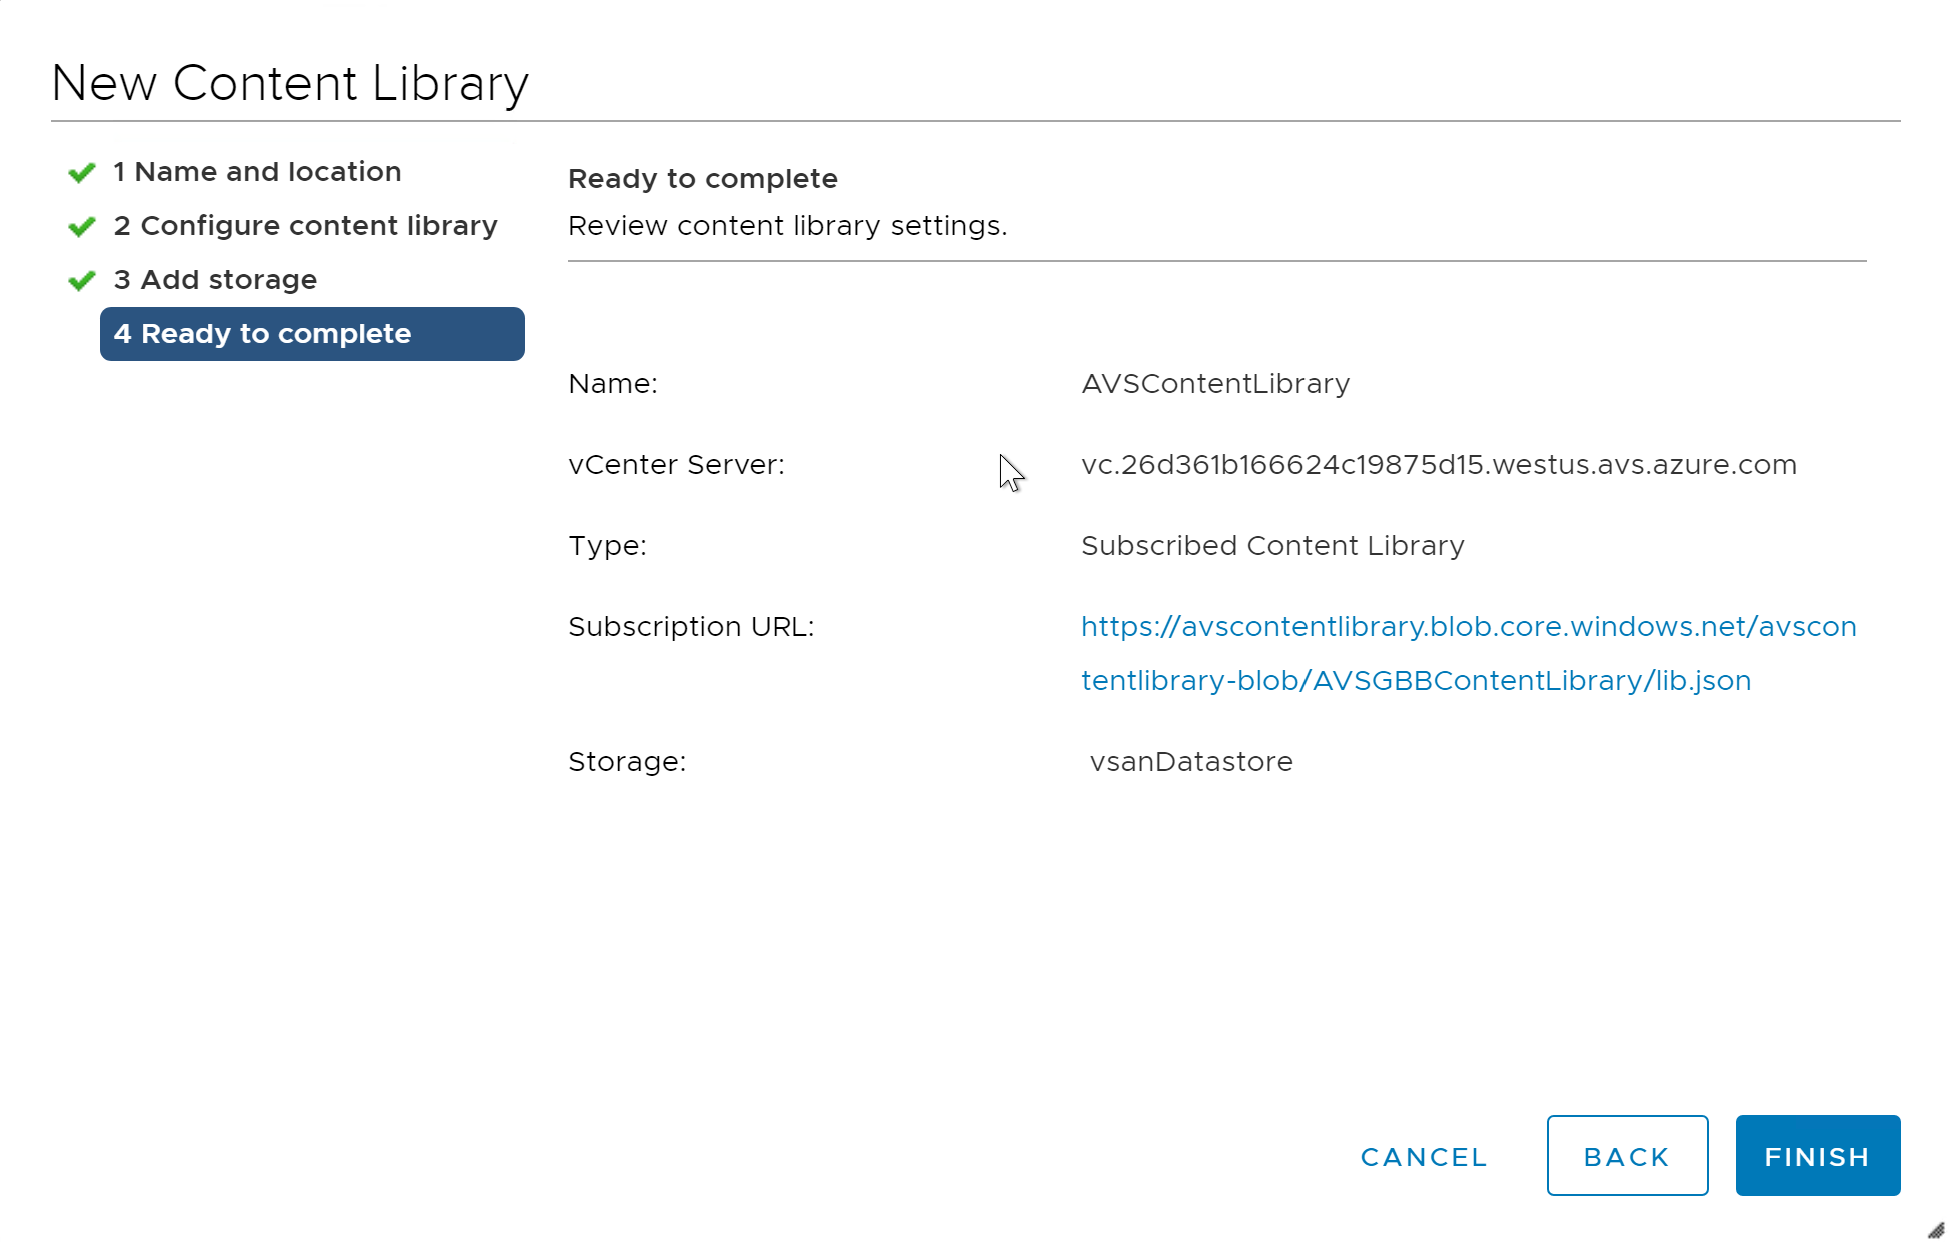 New Content Library
1 Name and location
2 Configure content library
3 Add storage
4 Ready to complete
Ready to complete
Review content library settings.
Name: AVSContentLibrary
vCenter Server: vc.26d361b166624c19875d15.westus.avs.azure.com
Type: Subscribed Content Library
Subscription URL: https://avscontentlibrary.blob.core.windows.net/avscon
tentlibrary-blob/AVSGBBContentLibrary/lib.json
Storage: vsanDatastore
CANCEL BACK FINISH